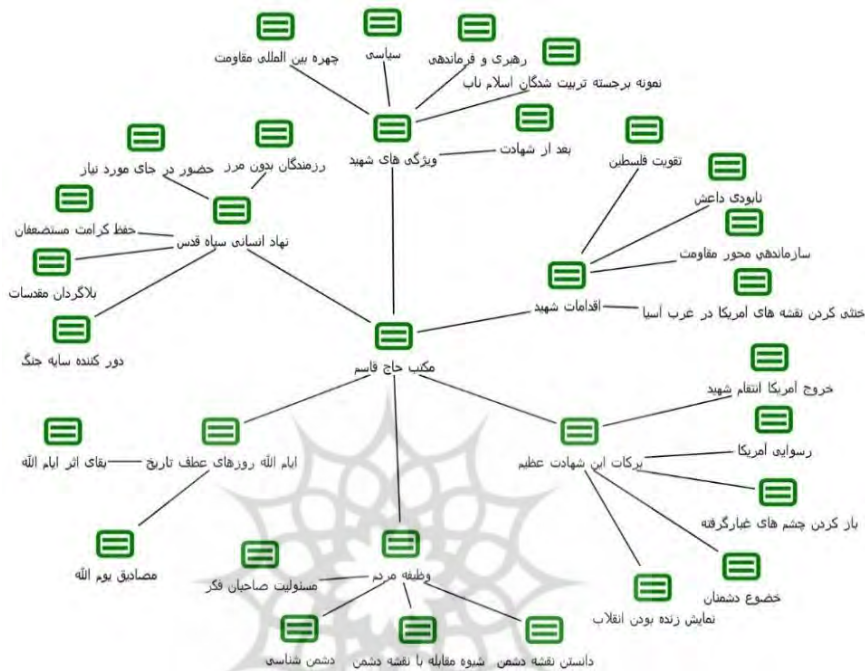 چهره بین المللی مقاومت
سیاسی
رهبری و فرماندهی
نمونه برجسته تربیت شدگان اسلام ناب
ویژگی های شهید
بعد از شهادت
حضور در جای مورد نیاز
رزمندگان بدون مرز
حفظ کرامت مستضعفان
نهاد انسانی سپاه قدس
بلاگردان مقدسات
دور کننده سایه جنگ
تقویت فلسطین
نابودی داعش
سازماندهی محور مقاومت
اقدامات شهید
خنثی کردن نقشه های آمریکا در غرب آسیا
مکتب حاج قاسم
خروج آمریکا انتقام شهید
برکات این شهادت عظیم
رسوایی آمریکا
باز کردن چشم های غبارگرفته
خضوع دشمنان
نمایش زنده بودن انقلاب
ایام الله روزهای عطف تاریخ
بقای اثر ایام الله
مصادیق یوم الله
وظیفه مردم
مسئولیت صاحبان فکر
دشمن شناسی
شیوه مقابله با نقشه دشمن
دانستن نقشه دشمن